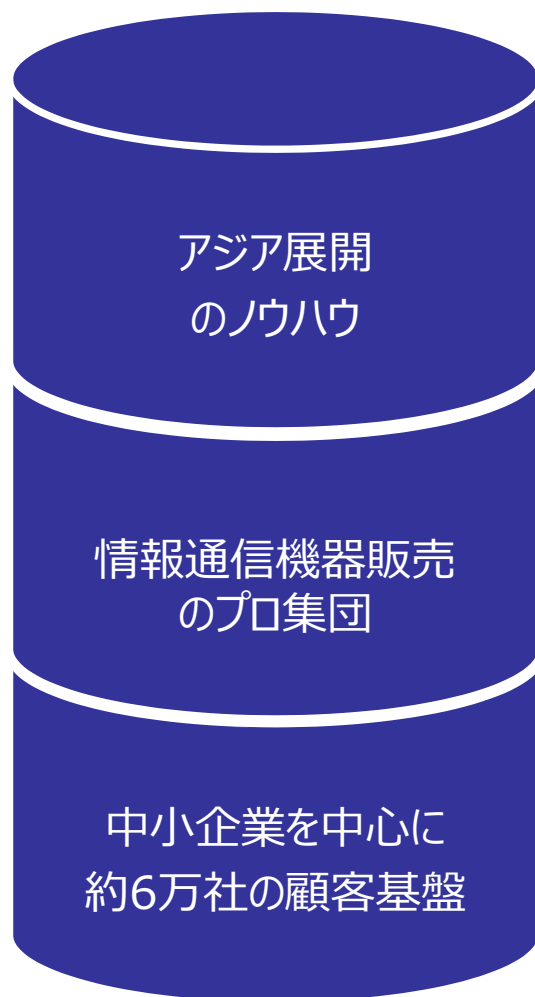 アジア展開
のノウハウ
情報通信機器販売
のプロ集団
中小企業を中心に
約6万社の顧客基盤